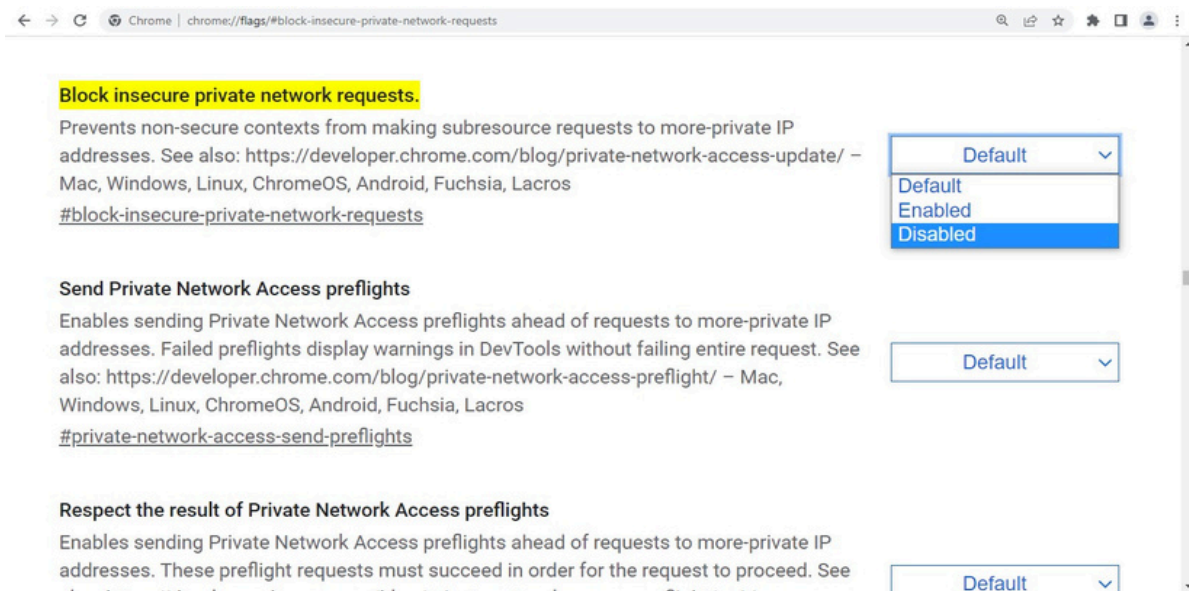 Chrome | chrome://flags/#block-insecure-private-network-requests
Block insecure private network requests.
Prevents non-secure contexts from making subresource requests to more-private IP
addresses. See also: https://developer.chrome.com/blog/private-network-access-update/ –
Mac, Windows, Linux, ChromeOS, Android, Fuchsia, Lacros
#block-insecure-private-network-requests
Default
Default
Enabled
Disabled
Send Private Network Access preflights
Enables sending Private Network Access preflights ahead of requests to more-private IP
addresses. Failed preflights display warnings in DevTools without failing entire request. See
also: https://developer.chrome.com/blog/private-network-access-preflight/ – Mac,
Windows, Linux, ChromeOS, Android, Fuchsia, Lacros
#private-network-access-send-preflights
Default
Respect the result of Private Network Access preflights
Enables sending Private Network Access preflights ahead of requests to more-private IP
addresses. These preflight requests must succeed in order for the request to proceed. See
Default